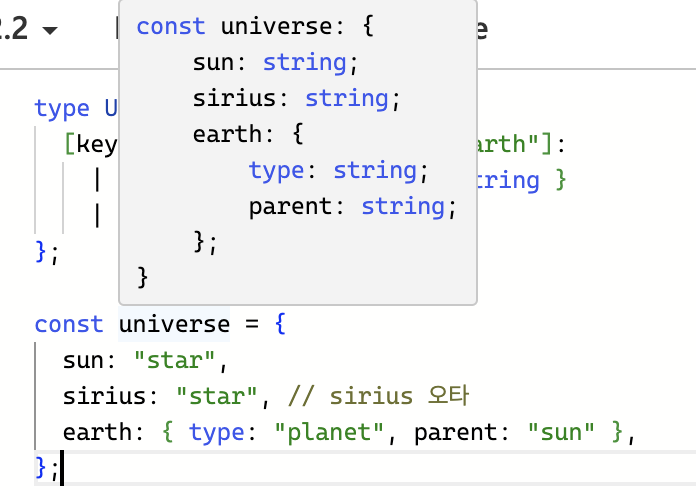 .2
const universe: {
sun: string;
sirius: string;
earth: {
type: string;
parent: string;
};
}
type U
[key arth"]:
| tring }
|
};
const universe = {
sun: "star",
sirius: "star", // sirius 오타
earth: { type: "planet", parent: "sun" },
};